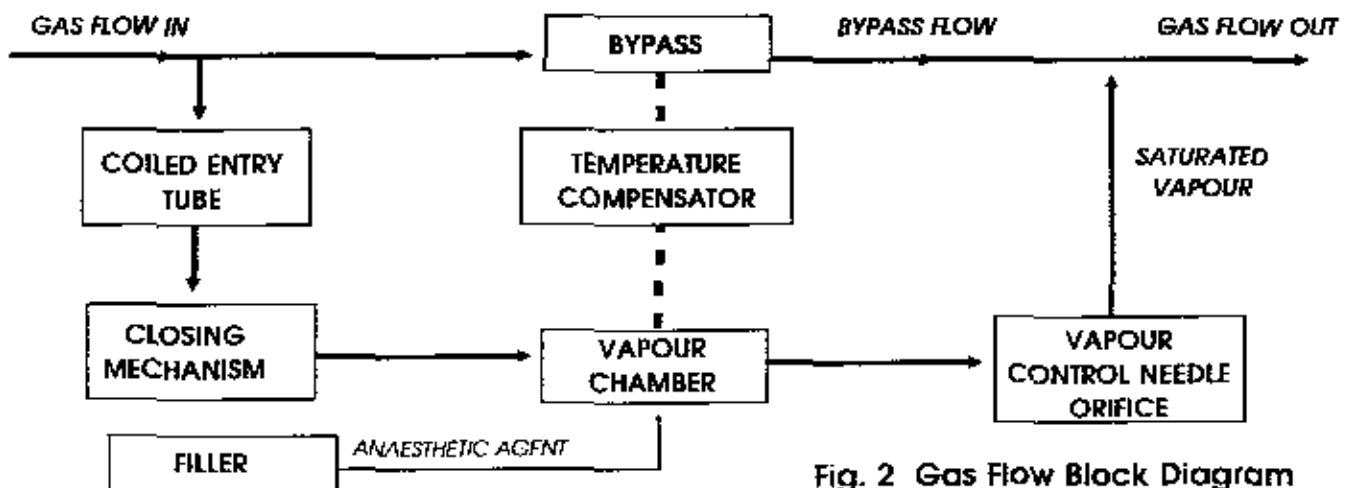 GAS FLOW IN
BYPASS
BYPASS FLOW
GAS FLOW OUT
COILED ENTRY
TUBE
TEMPERATURE
COMPENSATOR
SATURATED
VAPOUR
CLOSING
MECHANISM
VAPOUR
CHAMBER
VAPOUR
CONTROL NEEDLE
ORIFICE
FILLER
ANAESTHETIC AGENT
Fig. 2 Gas Flow Block Diagram